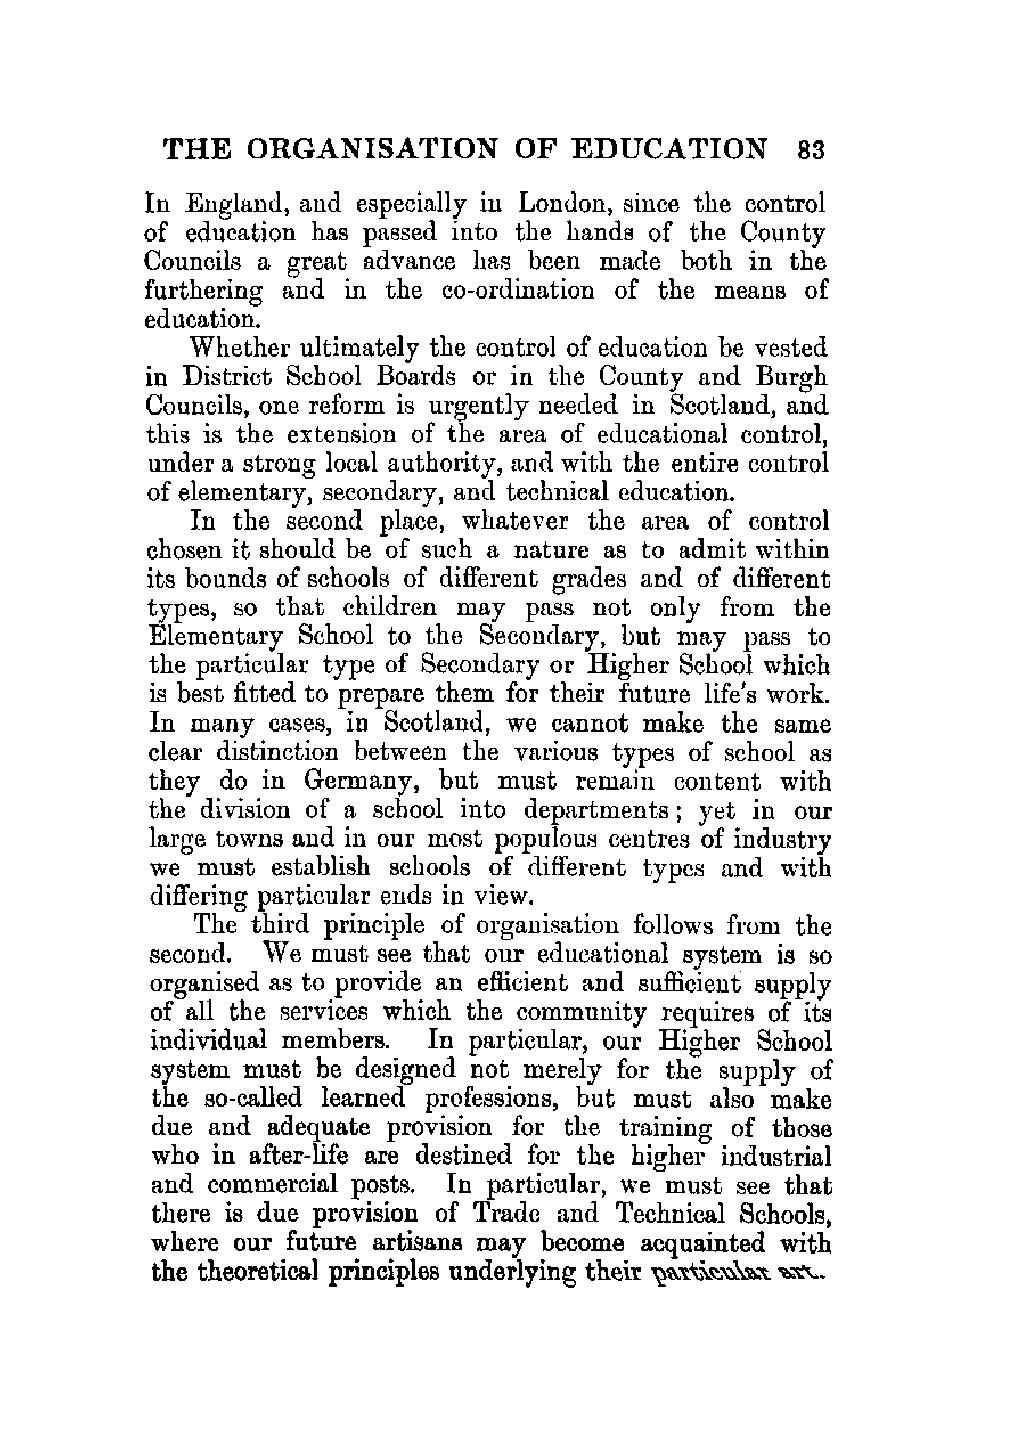 THE ORGANISATION OF EDUCATION 83
In England, and especially in London, since the control
of education has passed into the hands of the County
Councils a great advance has been made both in the
furthering and in the co-ordination of the means of
education.
Whether ultimately the control of education be vested
in District School Boards or in the County and Burgh
Councils, one reform is urgently needed in Scotland, and
this is the extension of the area of educational control,
under a strong local authority, and with the entire control
of elementary, secondary, and technical education.
In the second place, whatever the area of control
chosen it should be of such a nature as to admit within
its bounds of schools of different grades and of different
types, so that children may pass not only from the
Elementary School to the Secondary, but may pass to
the particular type of Secondary or Higher School which
is best fitted to prepare them for their future life's work.
In many cases, in Scotland, we cannot make the same
clear distinction between the various types of school as
they do in Germany, but must remain content with
the division of a school into departments; yet in our
large towns and in our most populous centres of industry
we must establish schools of different types and with
differing particular ends in view.
The third principle of organisation follows from the
second. We must see that our educational system is so
organised as to provide an efficient and sufficient supply
of all the services which the community requires of its
individual members. In particular, our Higher School
system must be designed not merely for the supply of
the so-called learned professions, but must also make
due and adequate provision for the training of those
who in after-life are destined for the higher industrial
and commercial posts. In particular, we must see that
there is due provision of Trade and Technical Schools,
where our future artisans may become acquainted with
the theoretical principles underlying their particular art.